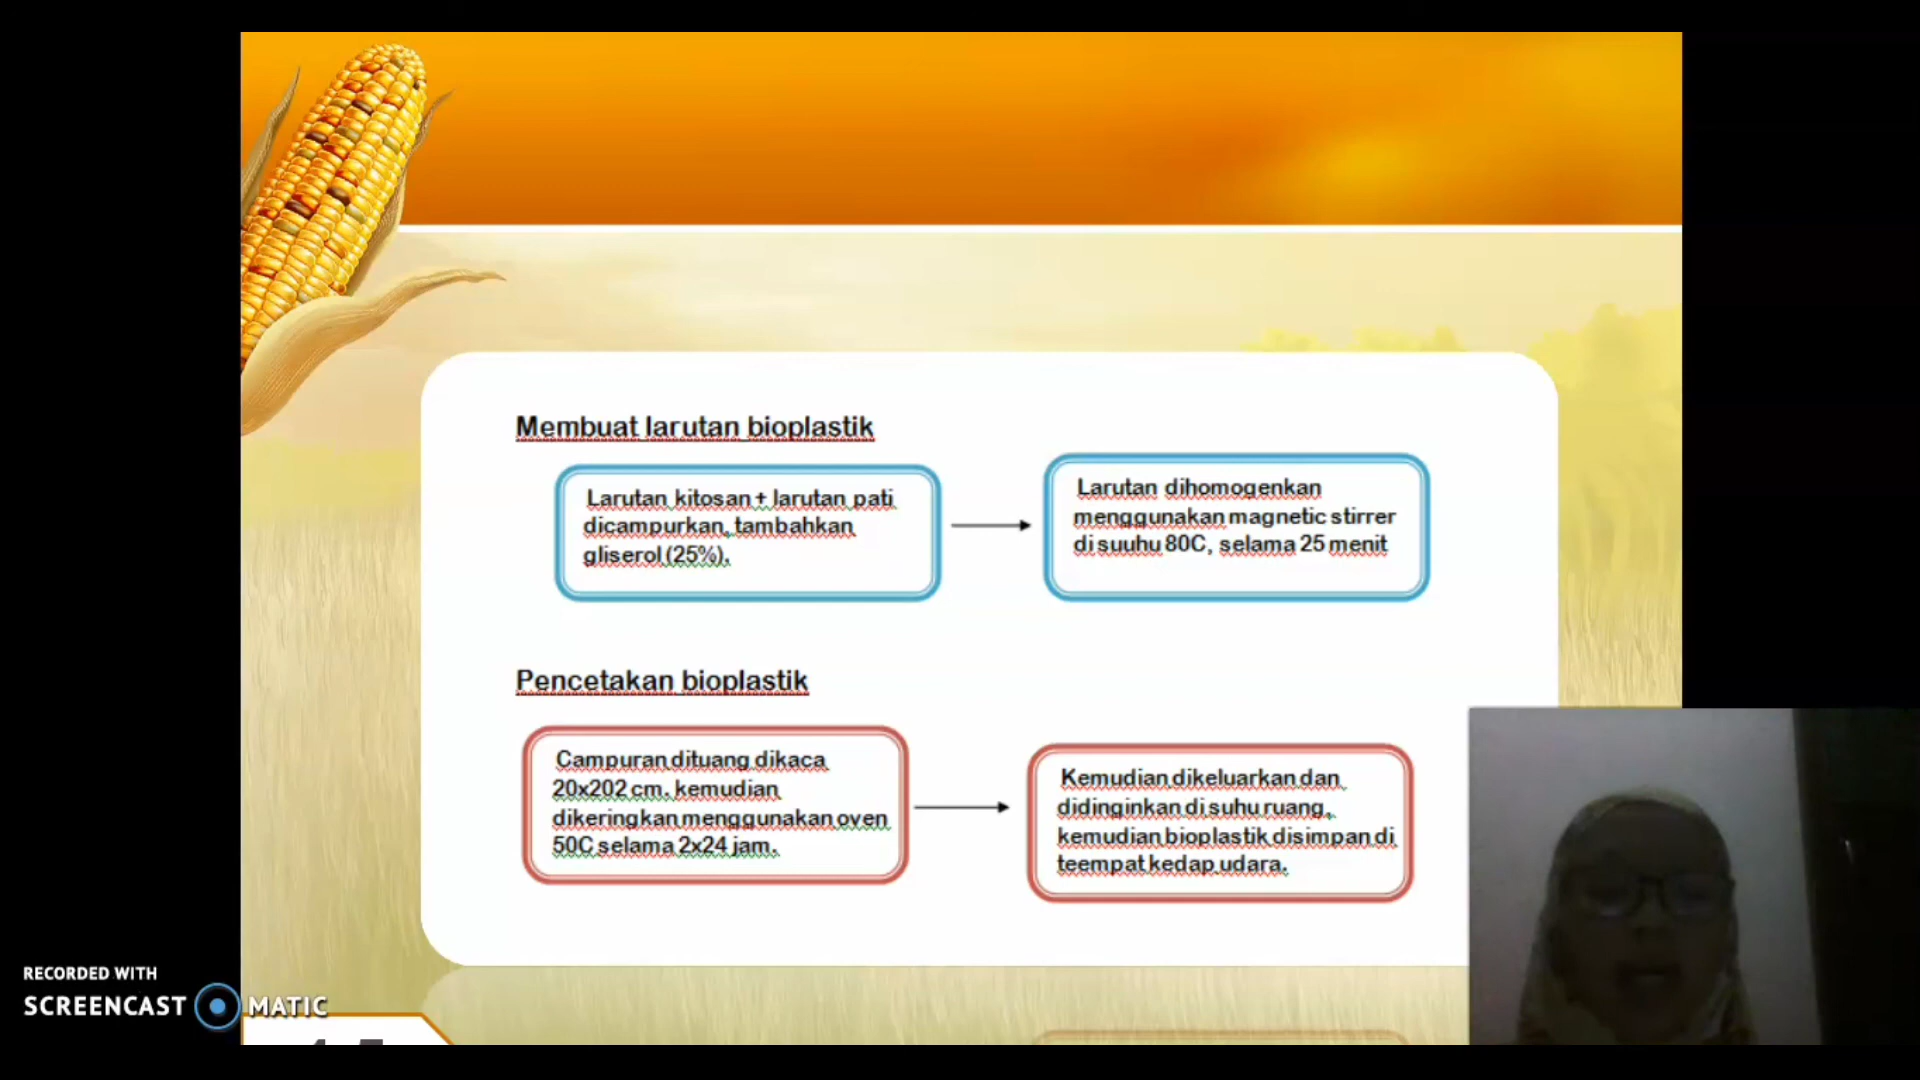 Membuat larutan bioplastik
Larutan kitosan + larutan pati
dicampurkan, tambahkan
gliserol (25%).
Larutan dihomogenkan
menggunakan magnetic stirrer
di suuhu 80C, selama 25 menit
Pencetakan bioplastik
Campuran dituang dikaca
20x202 cm. kemudian
dikeringkan menggunakan oven
50C selama 2x24 jam.
Kemudian dikeluarkan dan
didinginkan di suhu ruang,
kemudian bioplastik disimpan di
teempat kedap udara.
RECORDED WITH
SCREENCAST MATIC